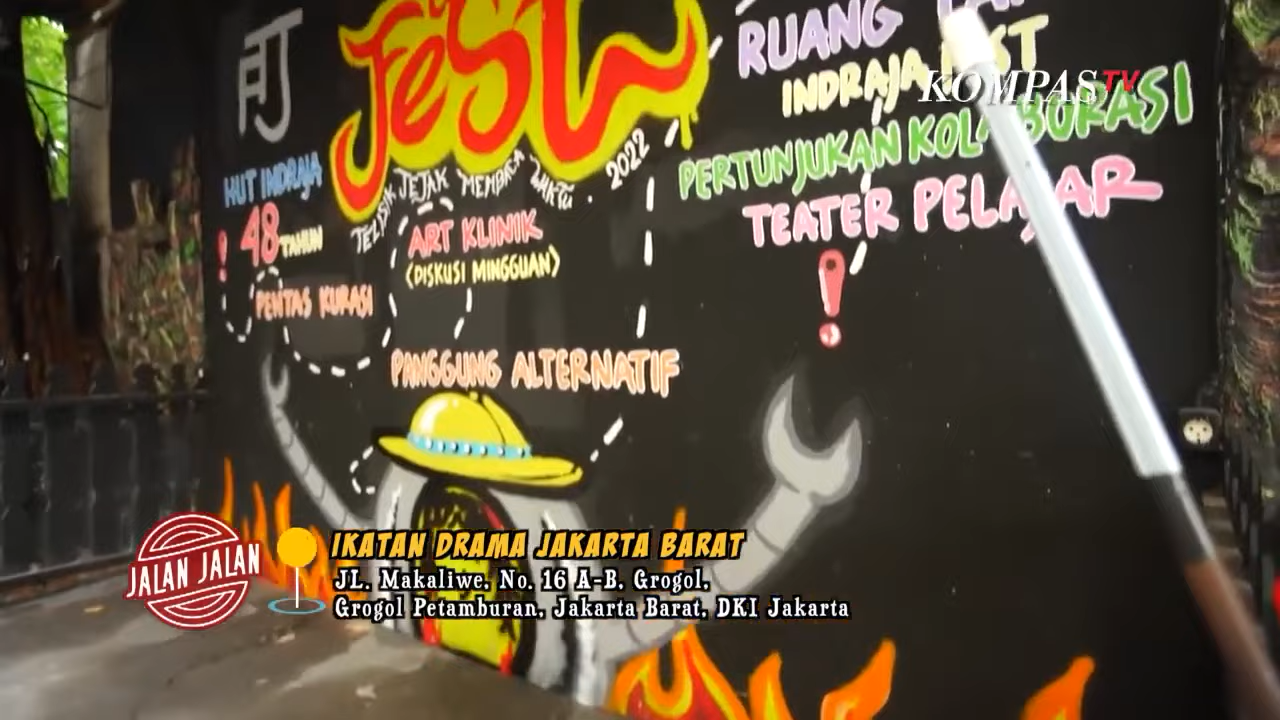 Fest
TELISIK JEJAK MEMBACA WAKTU . 2022
HUT INDRAJA
! 48 TAHUN
PENTAS KURASI
ART KLINIK
(DISKUSI MINGGUAN)
PANGGUNG ALTERNATIF
RUANG
INDRAJA FEST
PERTUNJUKAN KOLABORASI
TEATER PELAJAR
!
KOMPAS TV
JALAN JALAN
IKATAN DRAMA JAKARTA BARAT
JL. Makaliwe, No. 16 A-B, Grogol,
Grogol Petamburan, Jakarta Barat, DKI Jakarta